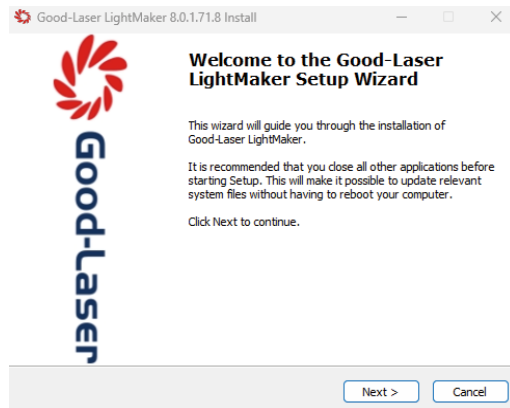 Good-Laser LightMaker 8.0.1.71.8 Install
Good-Laser
Welcome to the Good-Laser
LightMaker Setup Wizard
This wizard will guide you through the installation of
Good-Laser LightMaker.
It is recommended that you close all other applications before
starting Setup. This will make it possible to update relevant
system files without having to reboot your computer.
Click Next to continue.
Next >
Cancel